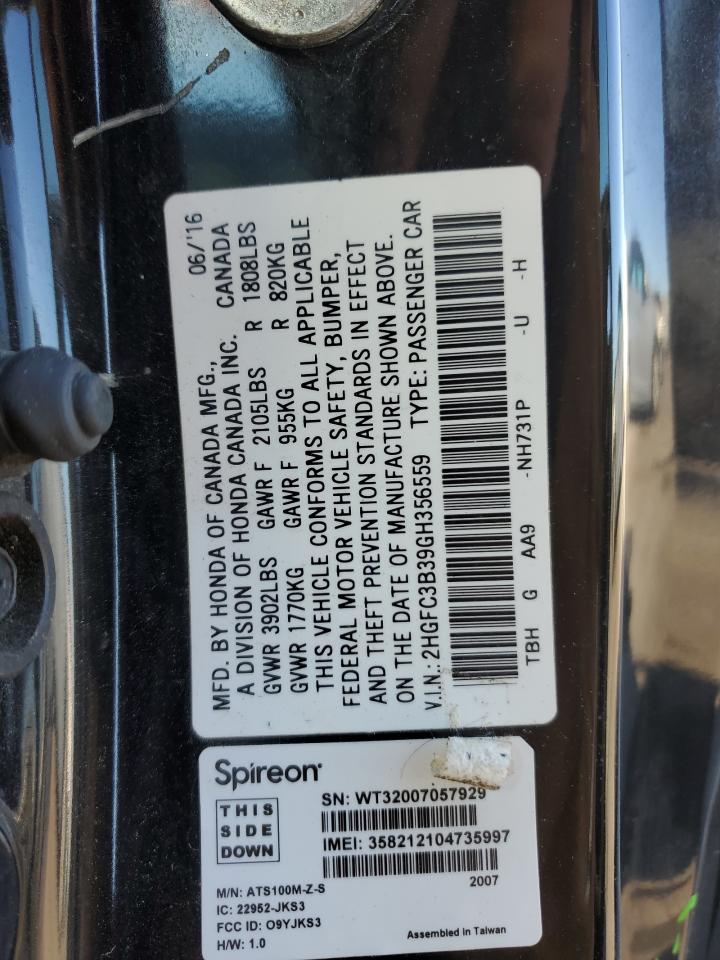 MFD. BY HONDA OF CANADA MFG., 06/'16
A DIVISION OF HONDA CANADA INC. CANADA
GVWR 3902LBS GAWR F 2105LBS R 1808LBS
GVWR 1770KG GAWR F 955KG R 820KG
THIS VEHICLE CONFORMS TO ALL APPLICABLE
FEDERAL MOTOR VEHICLE SAFETY, BUMPER,
AND THEFT PREVENTION STANDARDS IN EFFECT
ON THE DATE OF MANUFACTURE SHOWN ABOVE.
V.I.N.: 2HGFC3B39GH356559 TYPE: PASSENGER CAR
TBH G AA9 -NH731P -U -H
Spireon
THIS
SIDE
DOWN
SN: WT32007057929
IMEI: 358212104735997
2007
M/N: ATS100M-Z-S
IC: 22952-JKS3
FCC ID: O9YJKS3
H/W: 1.0
Assembled in Taiwan